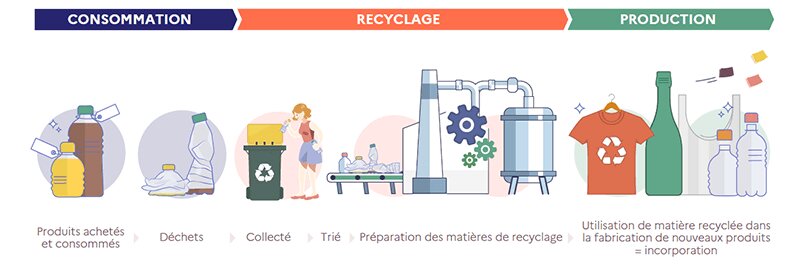 CONSOMMATION
RECYCLAGE
PRODUCTION
Produits achetés
et consommés
Déchets
Collecté
Trié
Préparation des matières de recyclage
Utilisation de matière recyclée dans
la fabrication de nouveaux produits
= incorporation